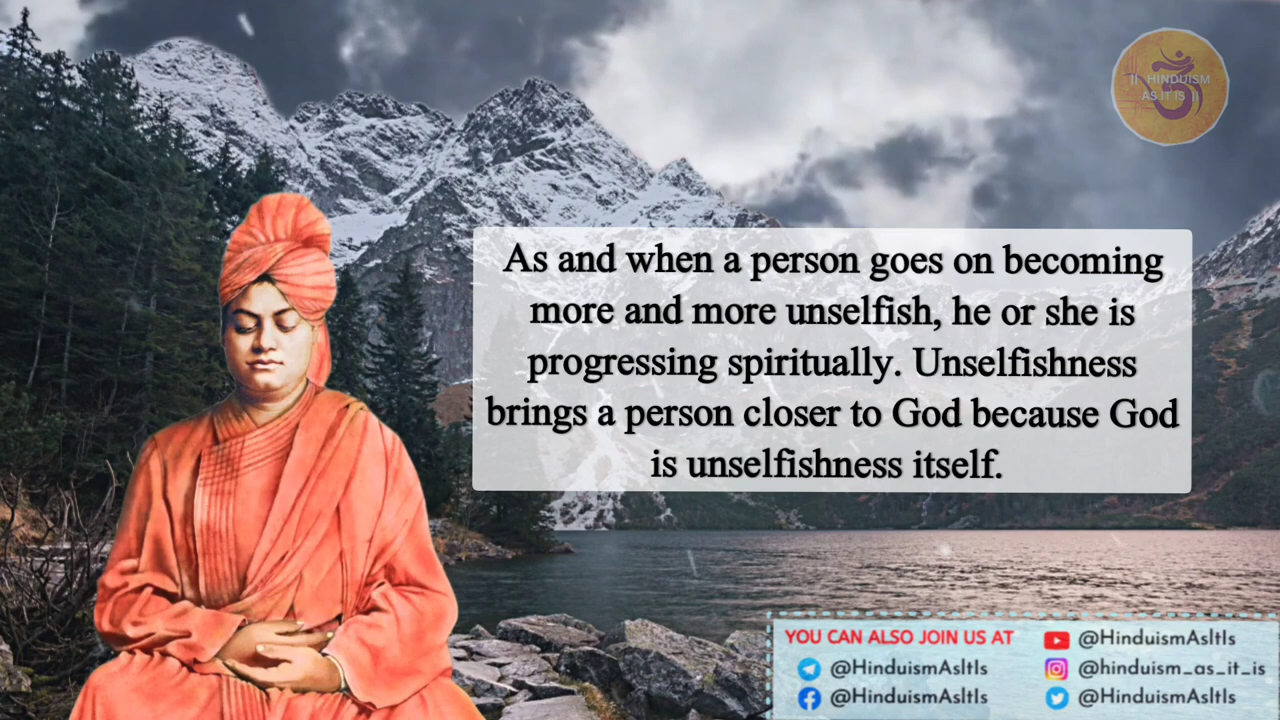 || HINDUISM
AS IT IS ||
As and when a person goes on becoming
more and more unselfish, he or she is
progressing spiritually. Unselfishness
brings a person closer to God because God
is unselfishness itself.
YOU CAN ALSO JOIN US AT
@HinduismAsItIs
@HinduismAsItIs
@HinduismAsItIs
@hinduism_as_it_is
@HinduismAsItIs